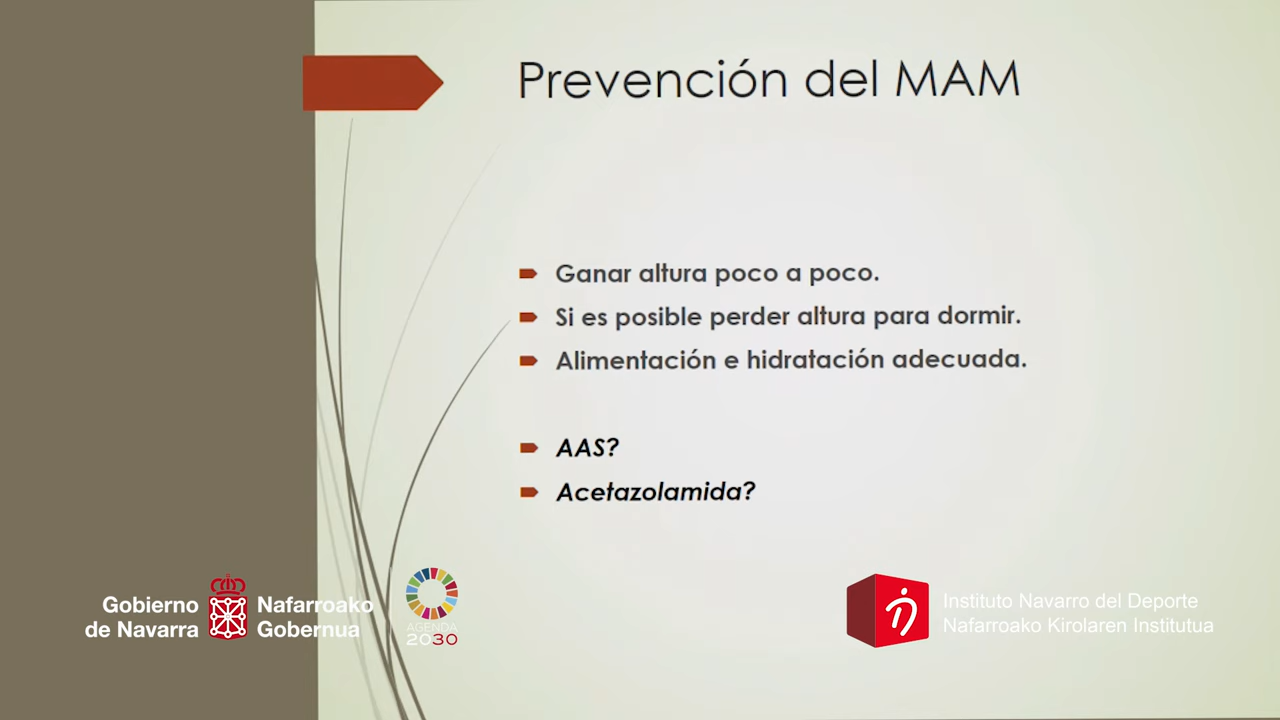 Prevención del MAM
Ganar altura poco a poco.
Si es posible perder altura para dormir.
Alimentación e hidratación adecuada.
AAS?
Acetazolamida?
Gobierno
de Navarra
Nafarroako
Gobernua
AGENDA
2030
Instituto Navarro del Deporte
Nafarroako Kirolaren Institutua